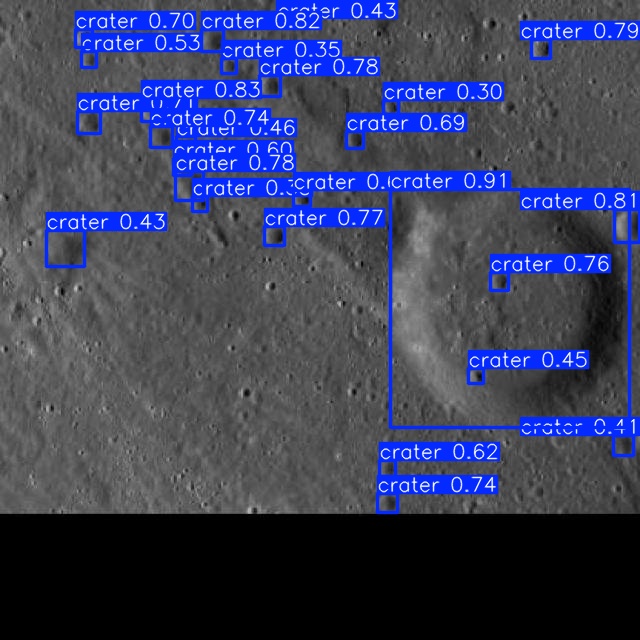 crater 0.43
crater 0.70
crater 0.82
crater 0.79
crater 0.53
crater 0.35
crater 0.78
crater 0.83
crater 0.30
crater 0.71
crater 0.74
crater 0.69
crater 0.46
crater 0.60
crater 0.78
crater 0.91
crater 0.81
crater 0.43
crater 0.77
crater 0.76
crater 0.45
crater 0.41
crater 0.62
crater 0.74